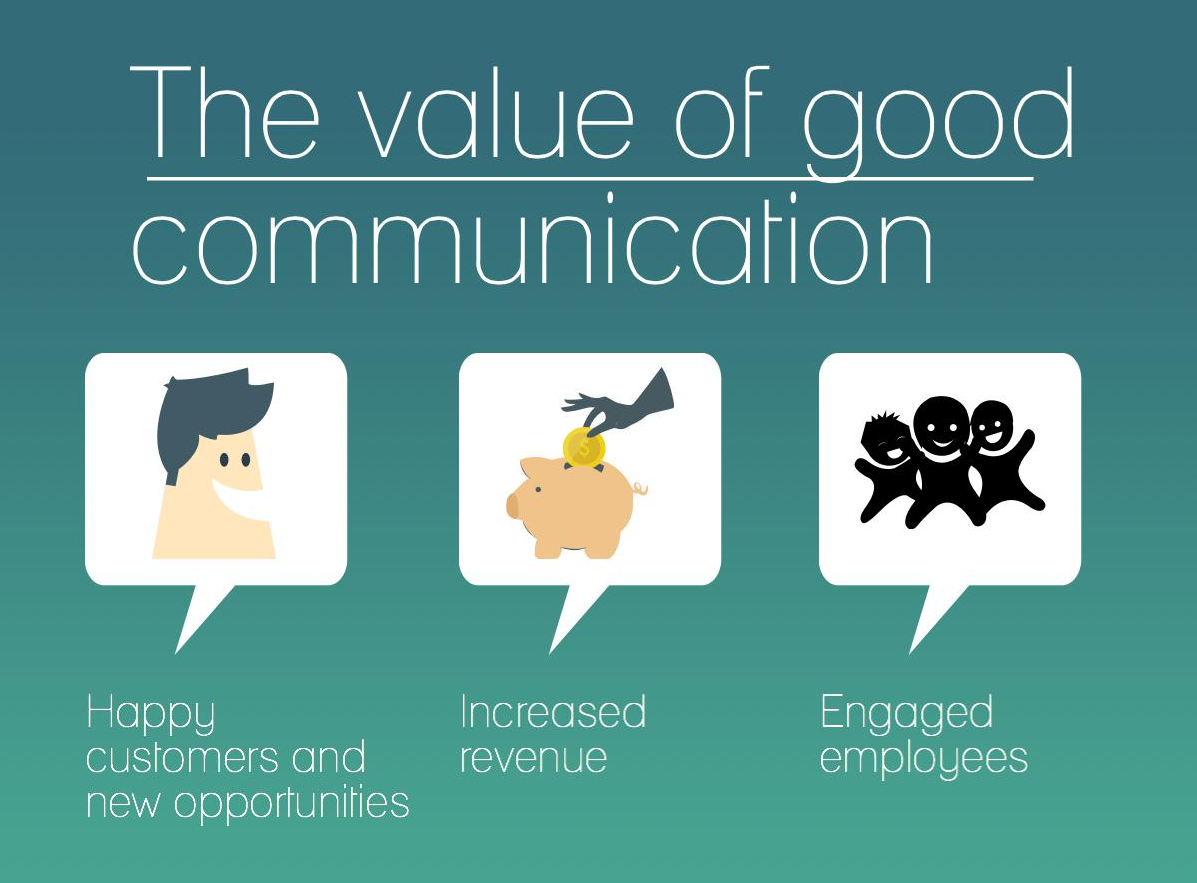 The value of good
communication
$
Happy
customers and
new opportunities
Increased
revenue
Engaged
employees